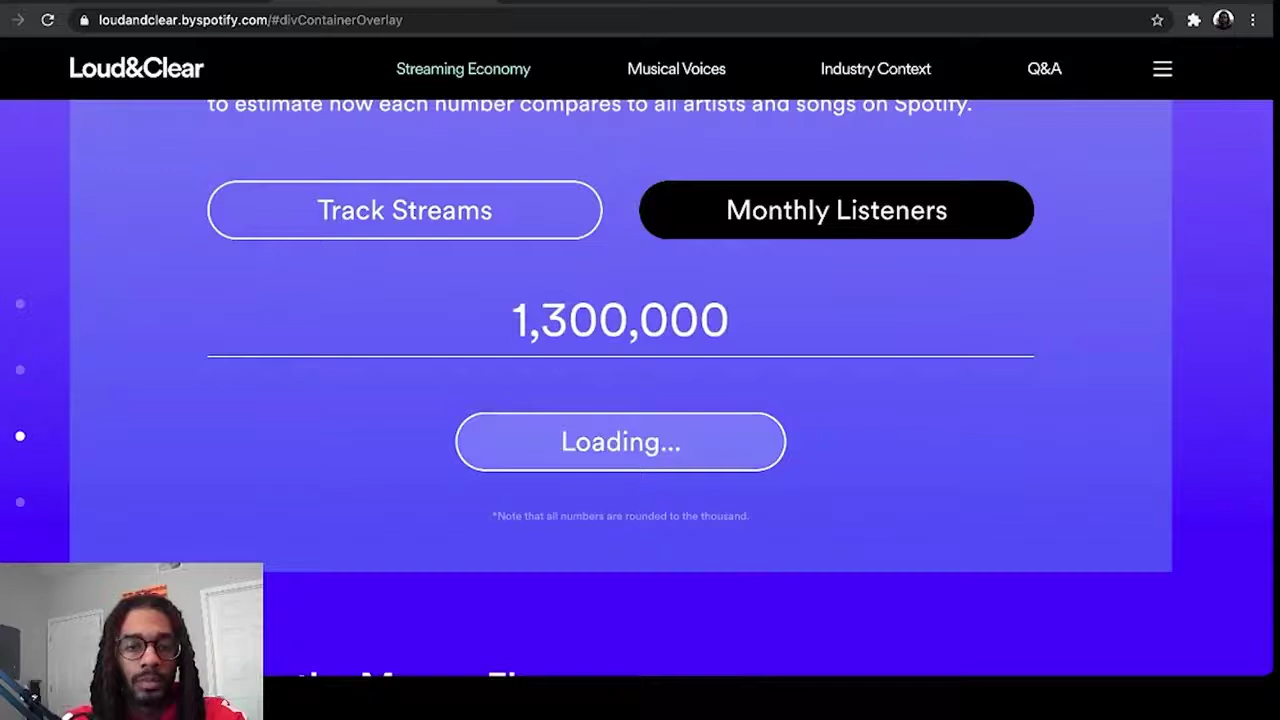 loudandclear.byspotify.com/#divContainerOverlay
Loud&Clear Streaming Economy Musical Voices Industry Context Q&A
to estimate how each number compares to all artists and songs on Spotify.
Track Streams Monthly Listeners
1,300,000
Loading...
*Note that all numbers are rounded to the thousand.